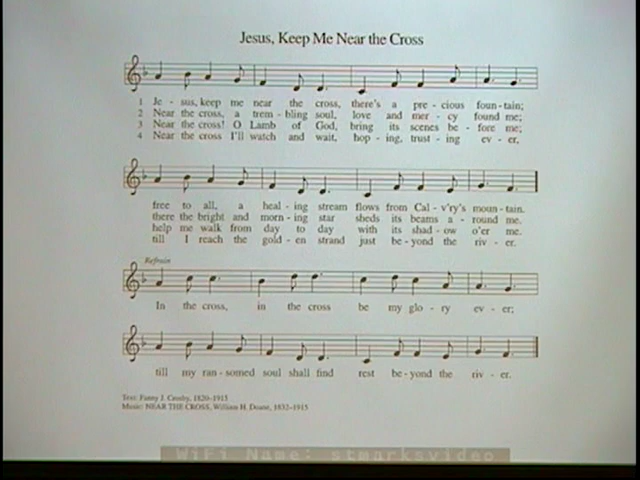 Jesus, Keep Me Near the Cross
1 Je - sus, keep me near the cross, there's a pre - cious foun - tain;
2 Near the cross, a trem - bling soul, love and mer - cy found me;
3 Near the cross! O Lamb of God, bring its scenes be - fore me;
4 Near the cross I'll watch and wait, hop - ing, trust - ing ev - er,
free to all, a heal - ing stream flows from Cal - v'ry's moun - tain.
there the bright and morn - ing star sheds its beams a - round me.
help me walk from day to day with its shad - ow o'er me.
till I reach the gold - en strand just be - yond the riv - er.
Refrain
In the cross, in the cross be my glo - ry ev - er;
till my ran - somed soul shall find rest be - yond the riv - er.
Text: Fanny J. Crosby, 1820-1915
Music: NEAR THE CROSS, William H. Doane, 1832-1915
WiFi Name: stmarksvideo